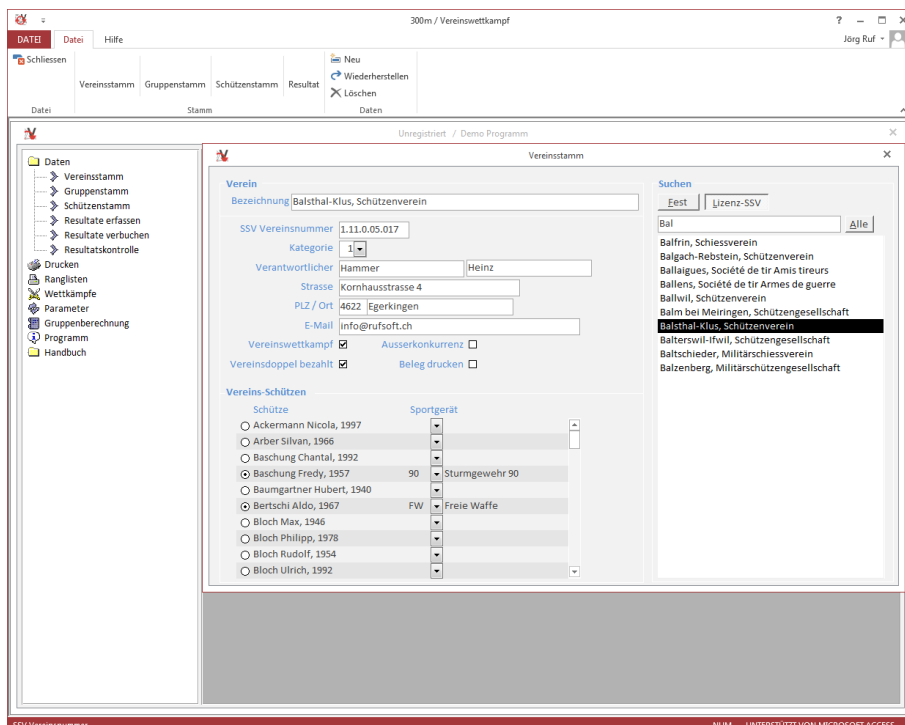 300m / Vereinswettkampf
DATEI Datei Hilfe Jörg Ruf
Schliessen
Vereinsstamm Gruppenstamm Schützenstamm Resultat
Neu
Wiederherstellen
Löschen
Datei Stamm Daten
Unregistriert / Demo Programm
Daten
Vereinsstamm
Gruppenstamm
Schützenstamm
Resultate erfassen
Resultate verbuchen
Resultatskontrolle
Drucken
Ranglisten
Wettkämpfe
Parameter
Gruppenberechnung
Programm
Handbuch
Vereinsstamm
Verein
Bezeichnung Balsthal-Klus, Schützenverein
SSV Vereinsnummer 1.11.0.05.017
Kategorie 1
Verantwortlicher Hammer Heinz
Strasse Kornhausstrasse 4
PLZ / Ort 4622 Egerkingen
E-Mail info@rufsoft.ch
Vereinswettkampf Ausserkonkurrenz
Vereinsdoppel bezahlt Beleg drucken
Vereins-Schützen
Schütze Sportgerät
Ackermann Nicola, 1997
Arber Silvan, 1966
Baschung Chantal, 1992
Baschung Fredy, 1957 90 Sturmgewehr 90
Baumgartner Hubert, 1940
Bertschi Aldo, 1967 FW Freie Waffe
Bloch Max, 1946
Bloch Philipp, 1978
Bloch Rudolf, 1954
Bloch Ulrich, 1992
Suchen
Fest Lizenz-SSV
Bal Alle
Balfrin, Schiessverein
Balgach-Rebstein, Schützenverein
Ballaigues, Société de tir Amis tireurs
Ballens, Société de tir Armes de guerre
Ballwil, Schützenverein
Balm bei Meiringen, Schützengesellschaft
Balsthal-Klus, Schützenverein
Balterswil-Ifwil, Schützengesellschaft
Baltschieder, Militärschiessverein
Balzenberg, Militärschützengesellschaft
SSV Vereinsnummer NUM UNTERSTÜTZT VON MICROSOFT ACCESS